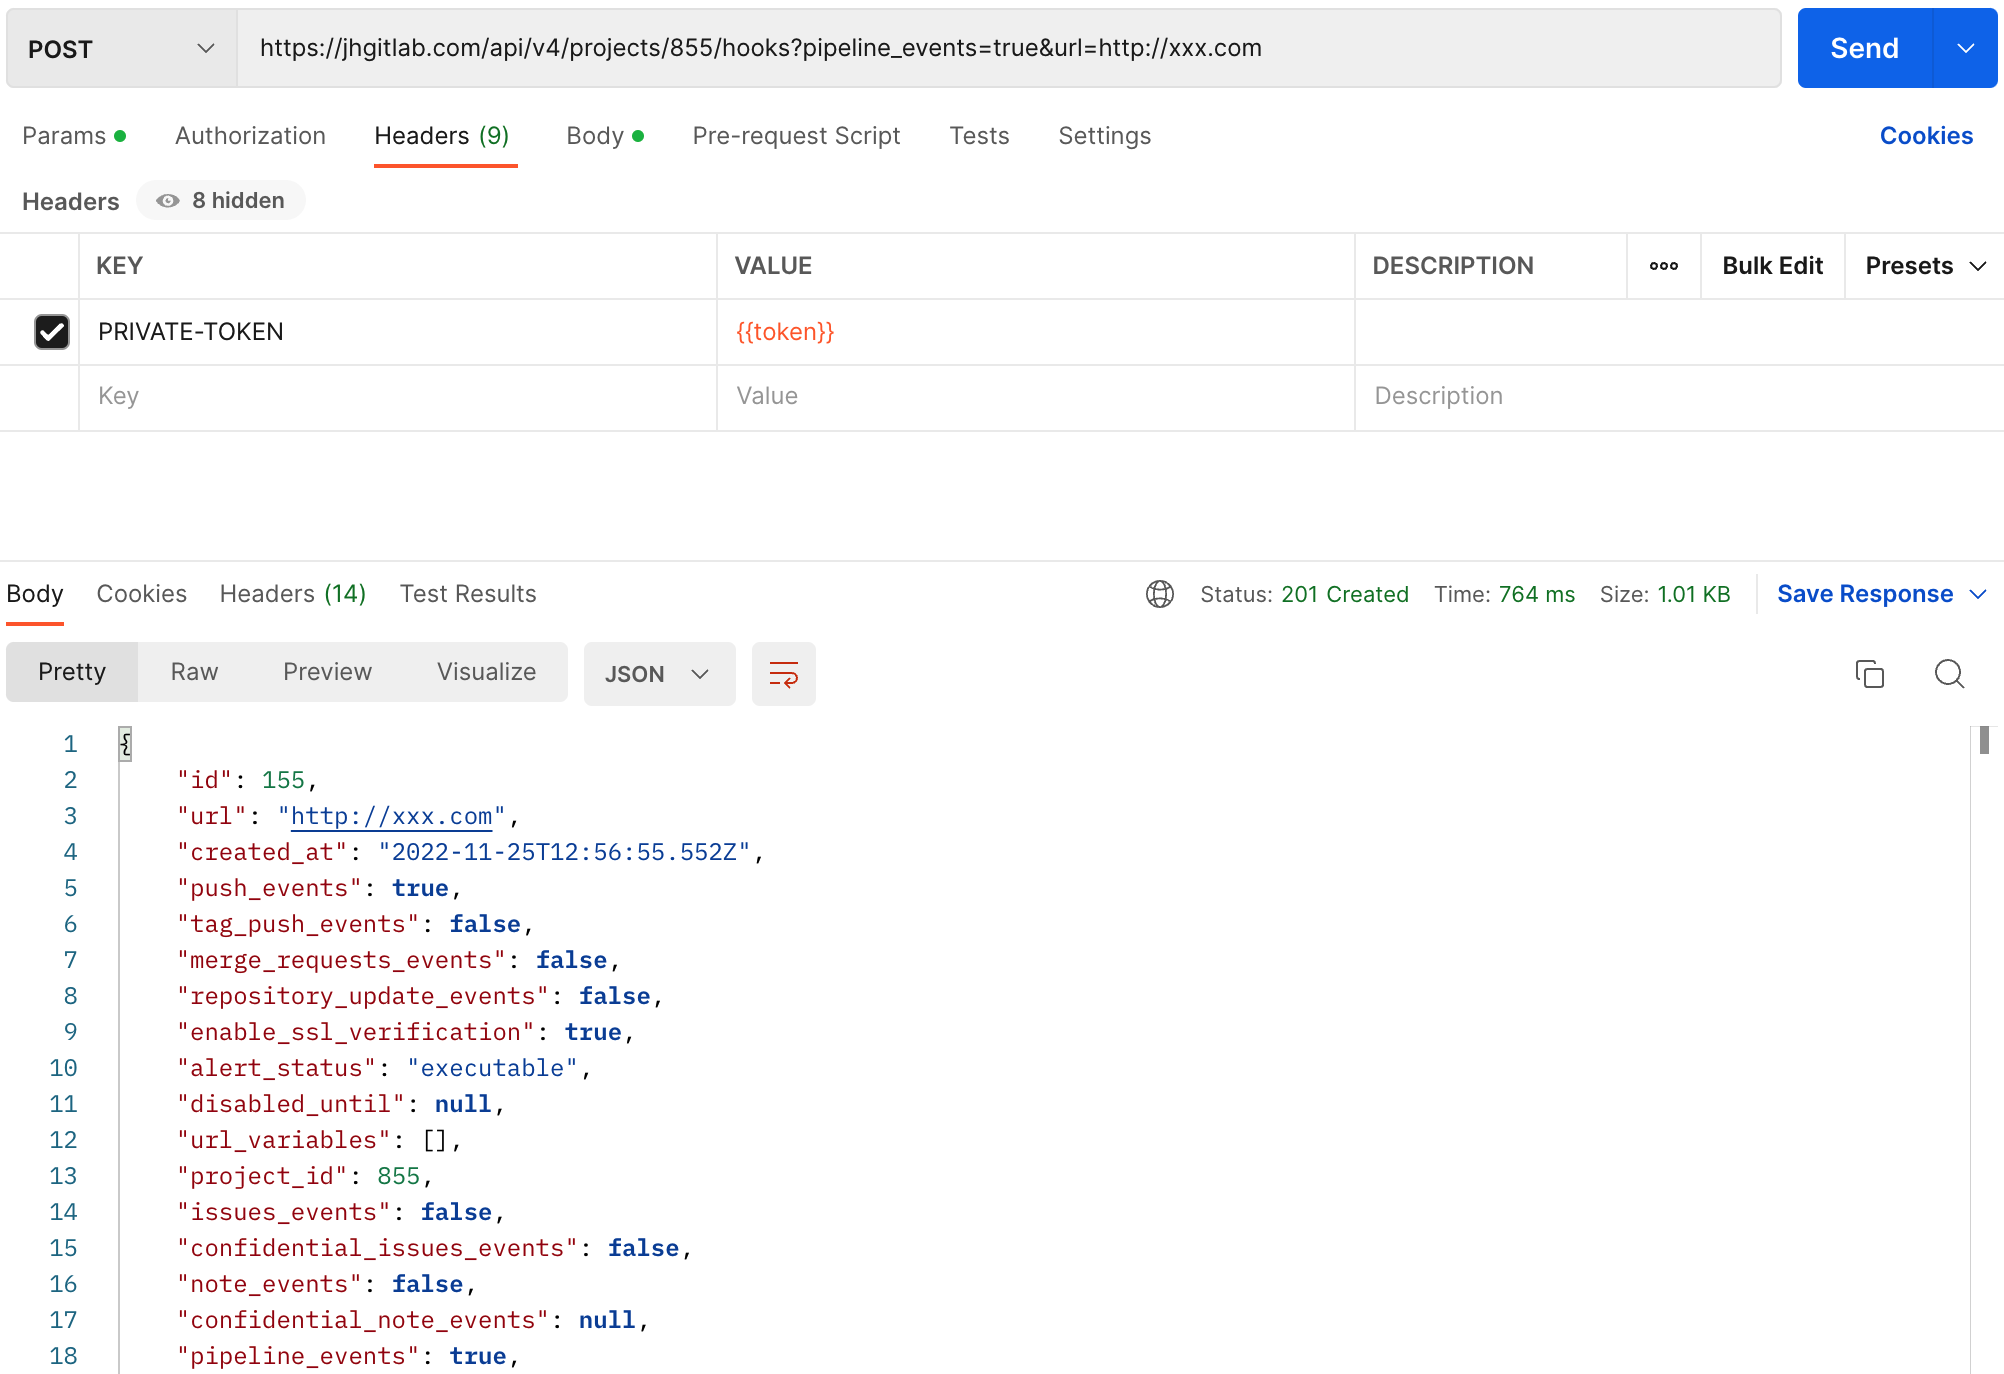 POST https://jhgitlab.com/api/v4/projects/855/hooks?pipeline_events=true&url=http://xxx.com Send
Params Authorization Headers (9) Body Pre-request Script Tests Settings Cookies
Headers 8 hidden
KEY VALUE DESCRIPTION ooo Bulk Edit Presets
PRIVATE-TOKEN {{token}}
Key Value Description
Body Cookies Headers (14) Test Results Status: 201 Created Time: 764 ms Size: 1.01 KB Save Response
Pretty Raw Preview Visualize JSON
1 {
2 "id": 155,
3 "url": "http://xxx.com",
4 "created_at": "2022-11-25T12:56:55.552Z",
5 "push_events": true,
6 "tag_push_events": false,
7 "merge_requests_events": false,
8 "repository_update_events": false,
9 "enable_ssl_verification": true,
10 "alert_status": "executable",
11 "disabled_until": null,
12 "url_variables": [],
13 "project_id": 855,
14 "issues_events": false,
15 "confidential_issues_events": false,
16 "note_events": false,
17 "confidential_note_events": null,
18 "pipeline_events": true,